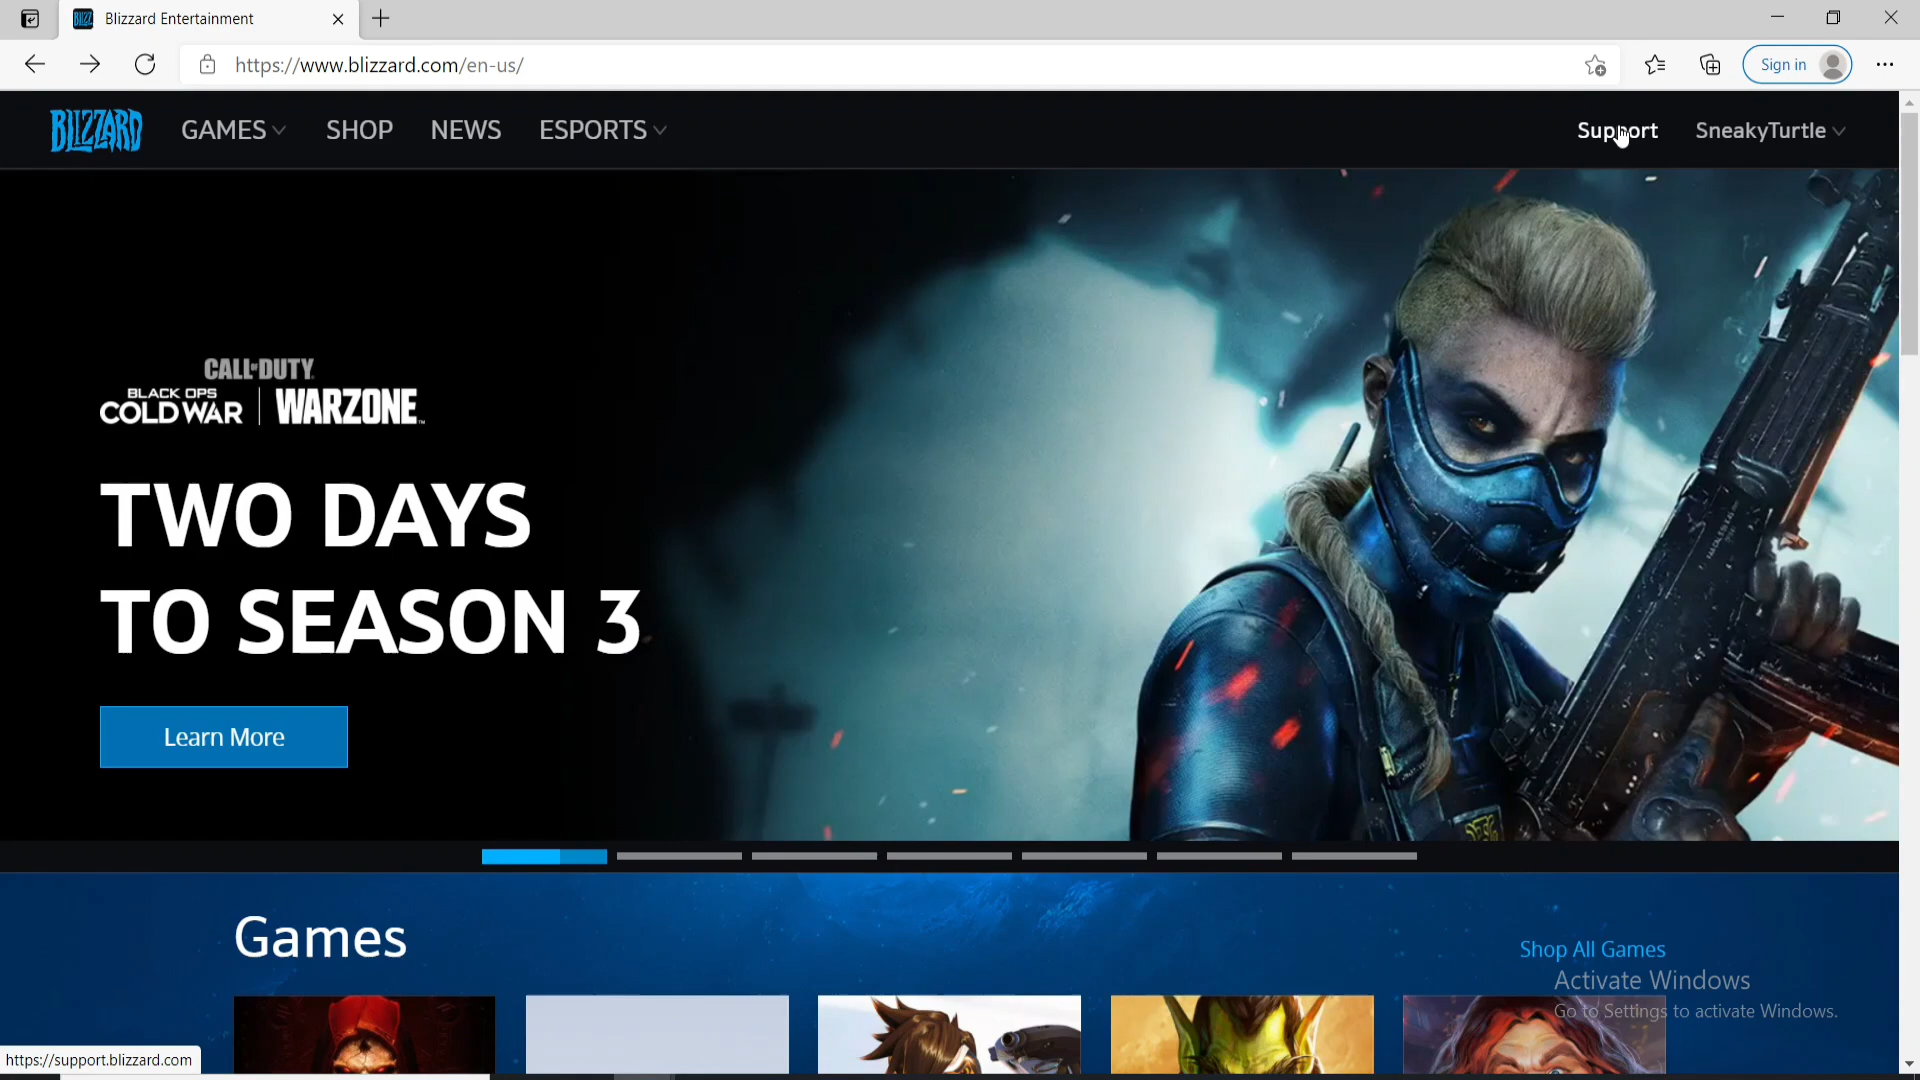 Blizzard Entertainment
https://www.blizzard.com/en-us/
Sign in
BLIZZARD
GAMES
SHOP
NEWS
ESPORTS
Support
SneakyTurtle
CALL OF DUTY
BLACK OPS
COLD WAR
WARZONE™
TWO DAYS
TO SEASON 3
Learn More
Games
Shop All Games
Activate Windows
Go to Settings to activate Windows.
https://support.blizzard.com